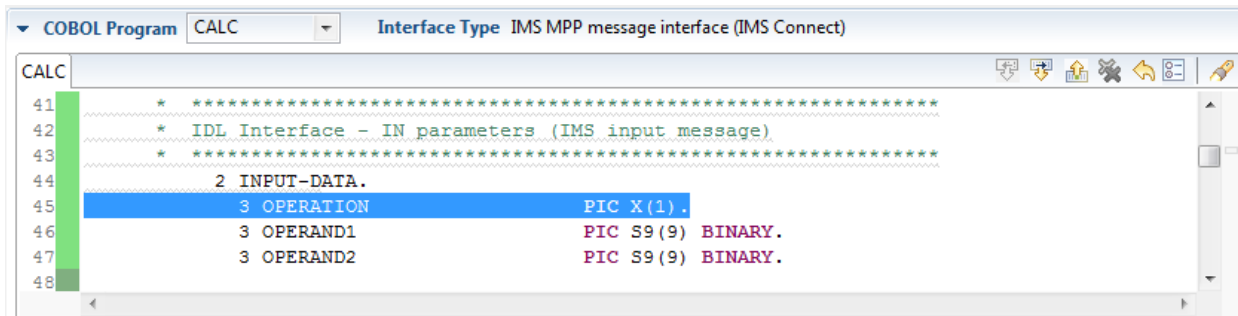 COBOL Program CALC Interface Type IMS MPP message interface (IMS Connect)
CALC
41 * ***************************************************************
42 * IDL Interface - IN parameters (IMS input message)
43 * ***************************************************************
44 2 INPUT-DATA.
45 3 OPERATION PIC X(1).
46 3 OPERAND1 PIC S9(9) BINARY.
47 3 OPERAND2 PIC S9(9) BINARY.
48